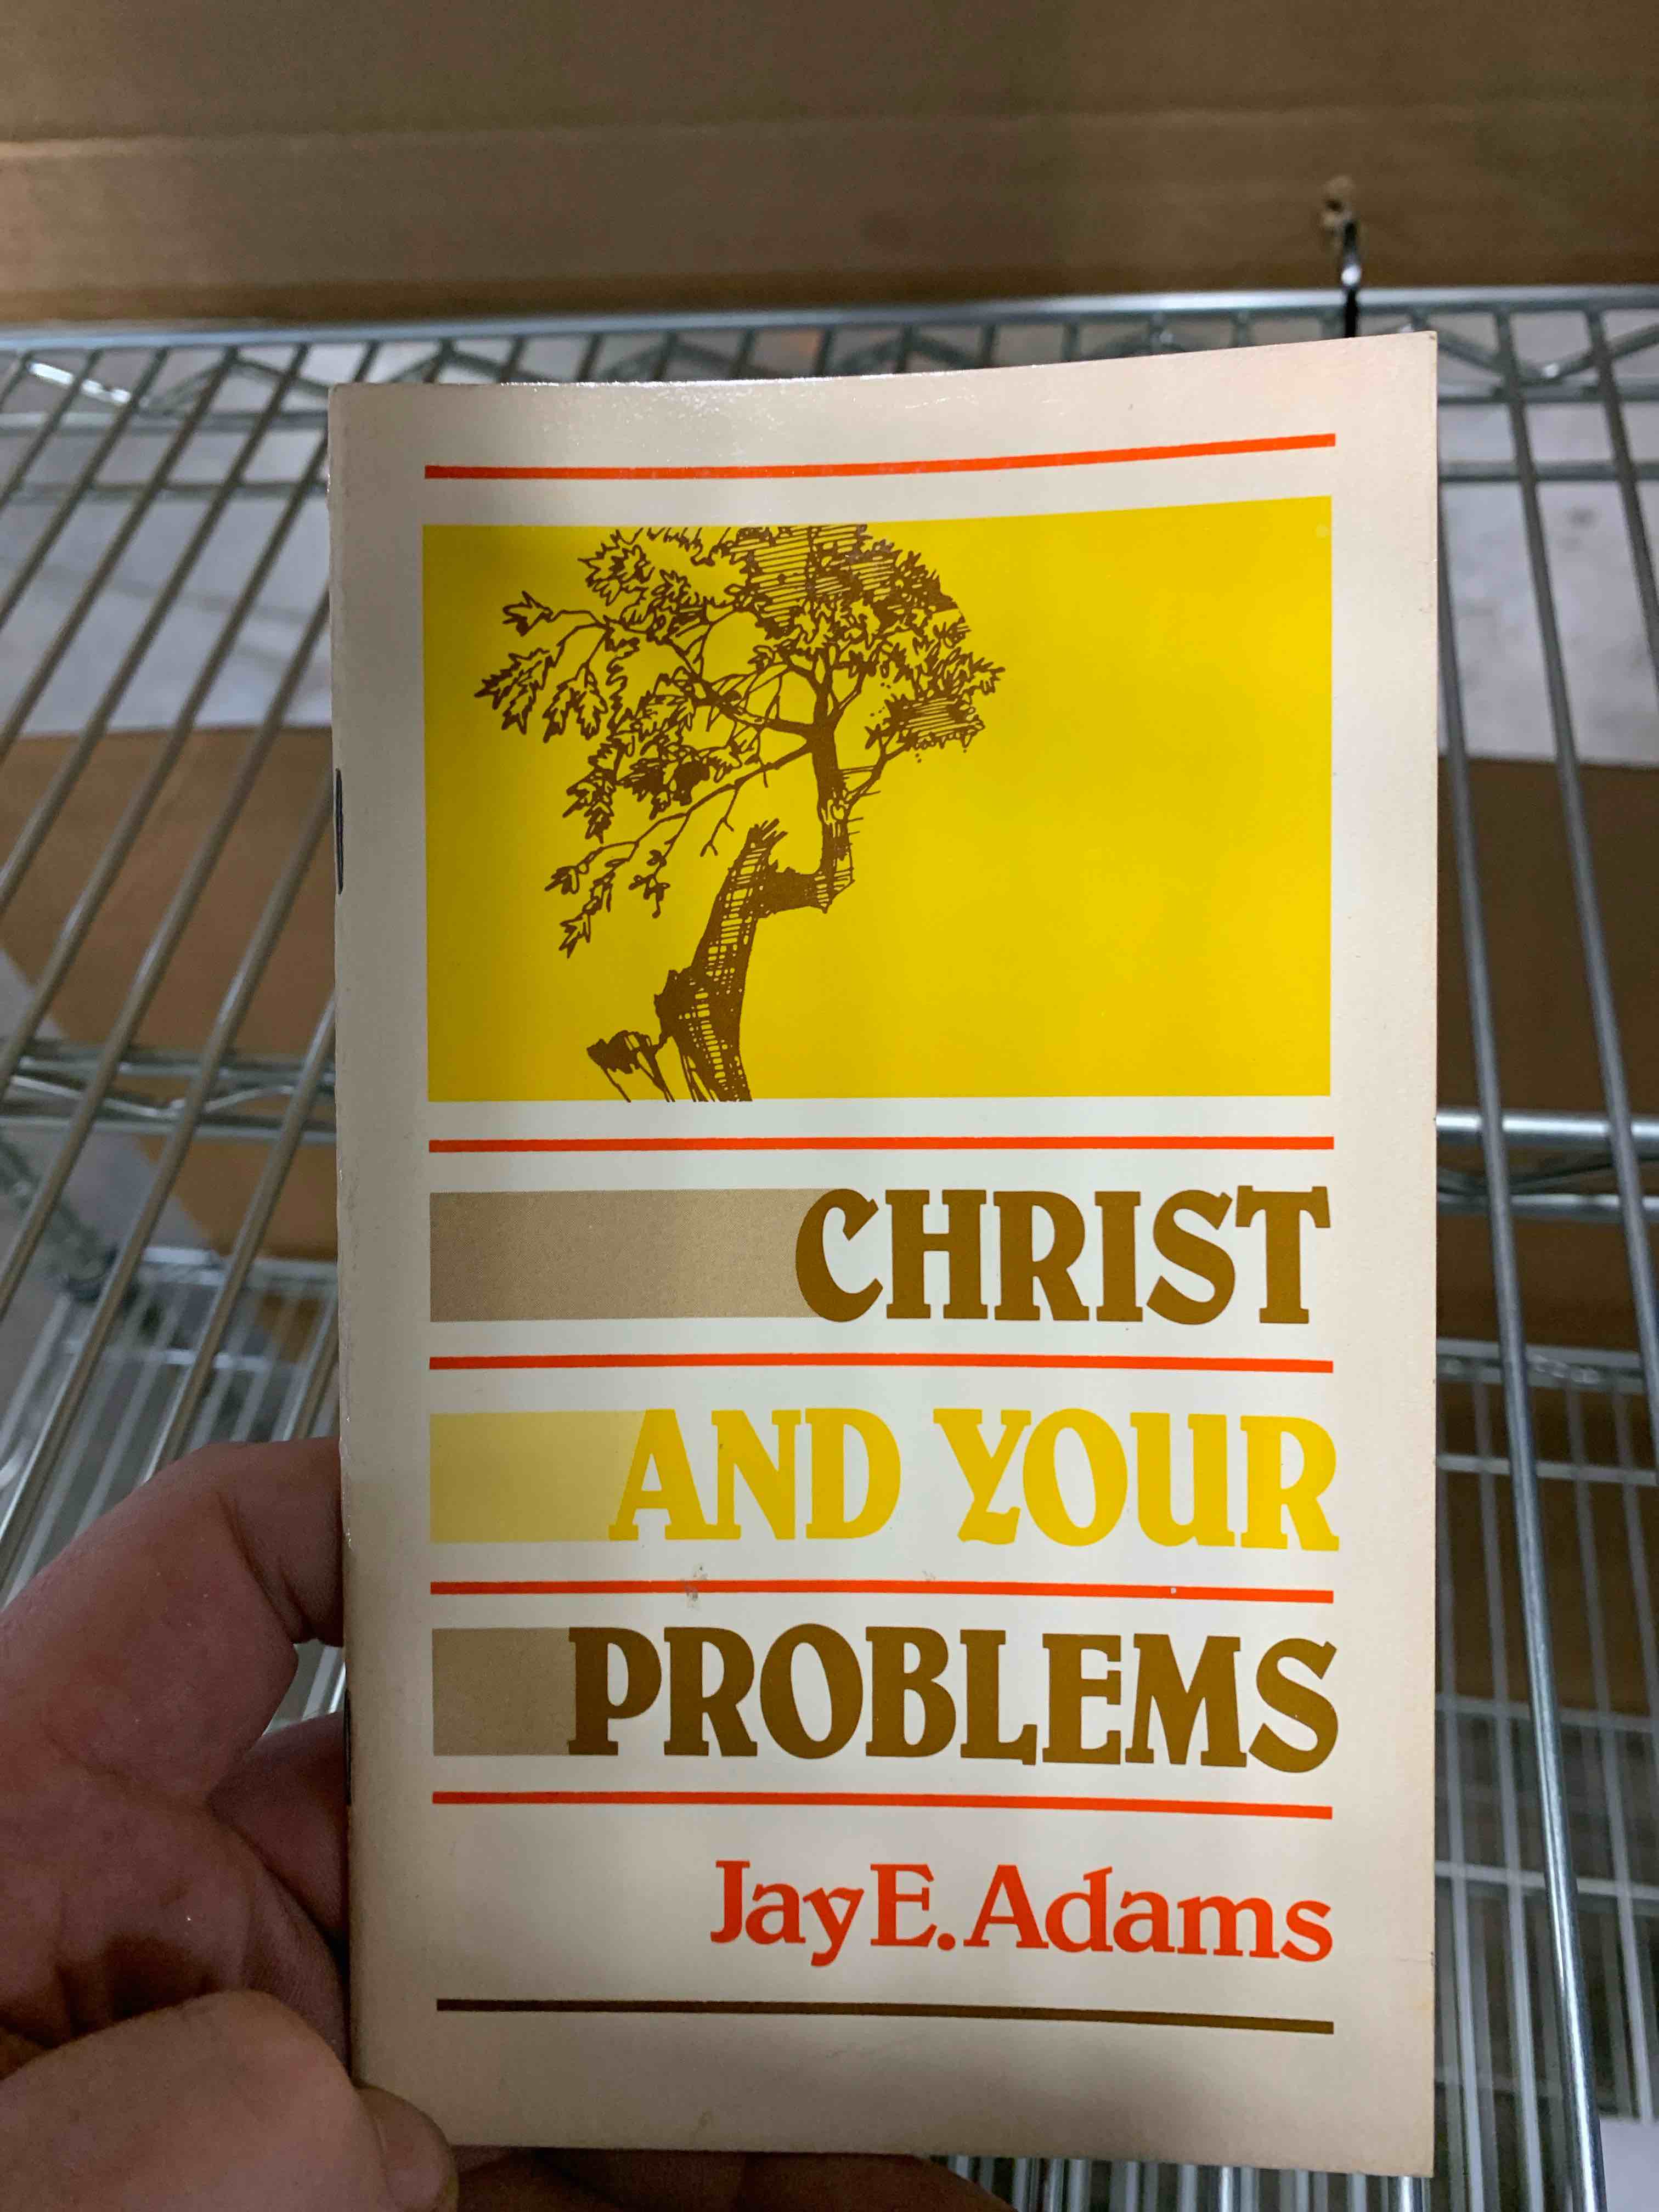 CHRIST
AND YOUR
PROBLEMS
Jay E. Adams